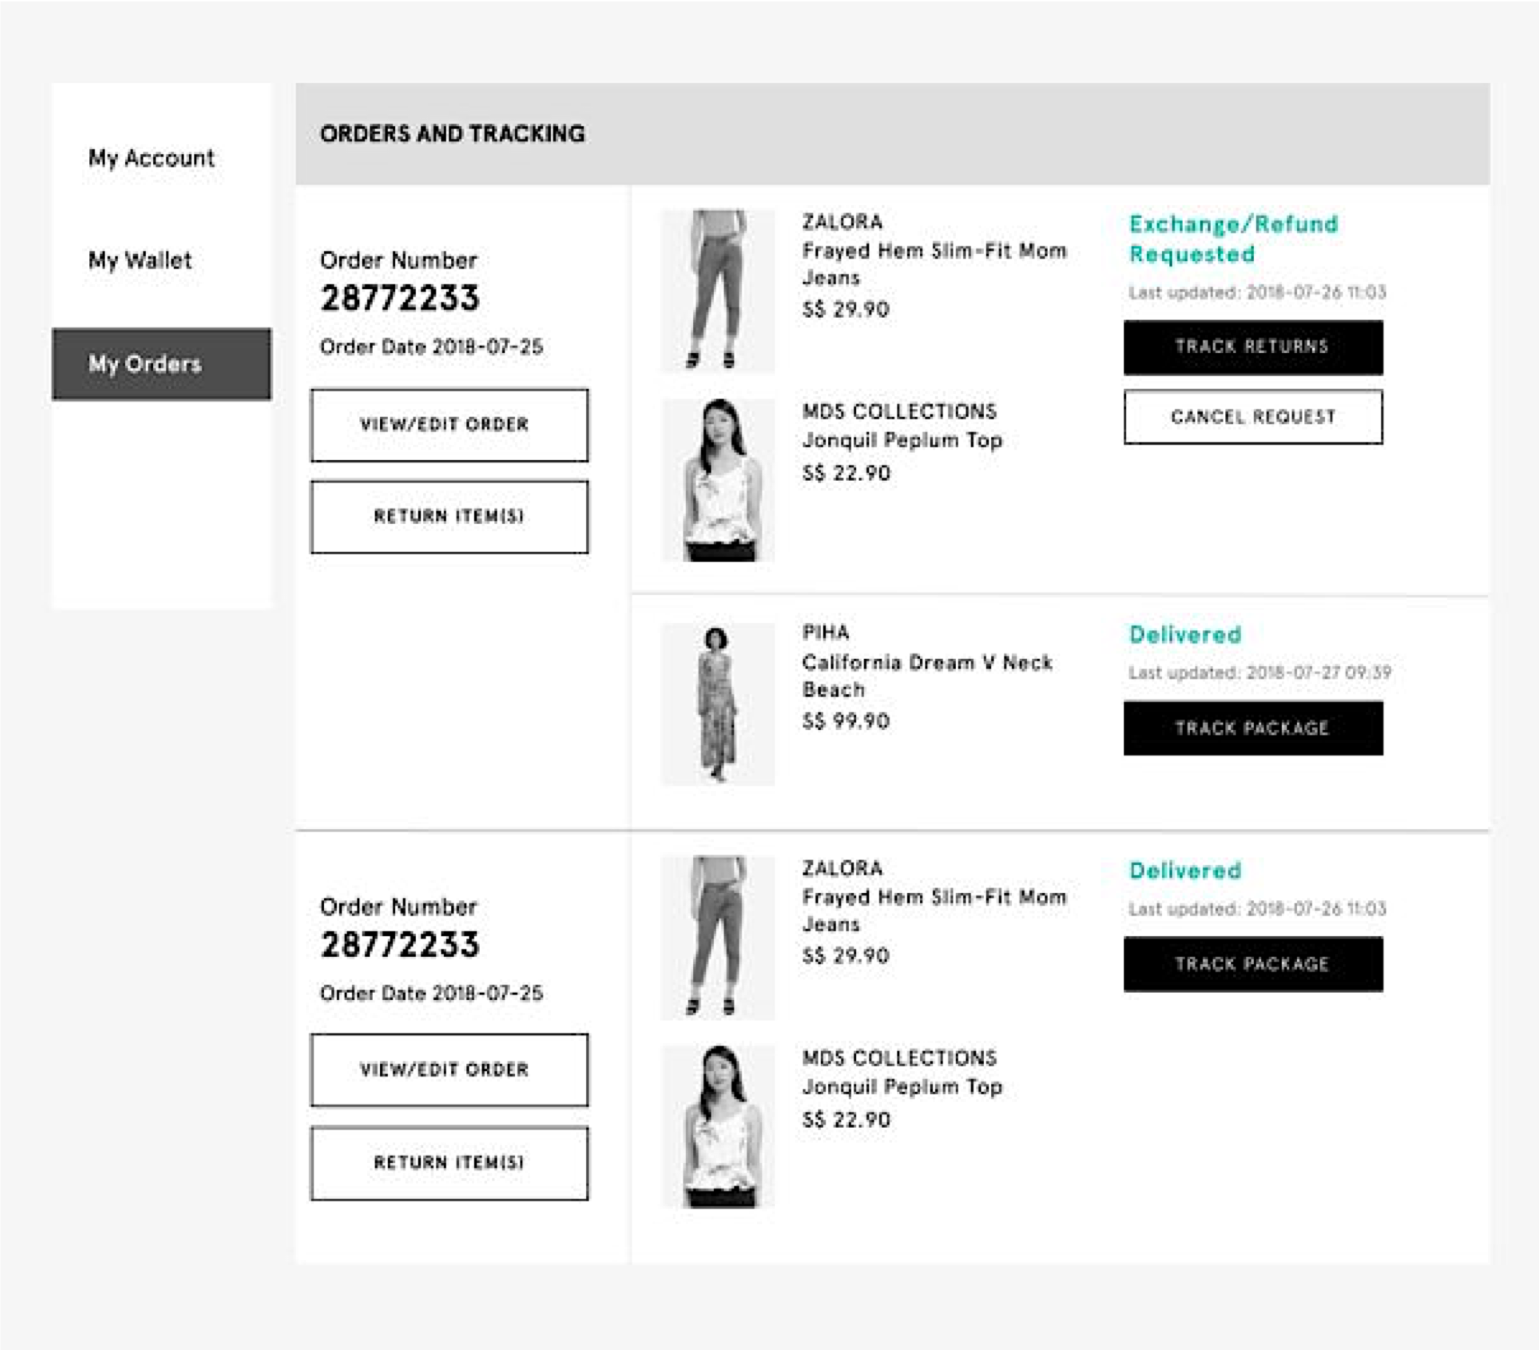 My Account
My Wallet
My Orders
ORDERS AND TRACKING
Order Number
28772233
Order Date 2018-07-25
VIEW/EDIT ORDER
RETURN ITEM(S)
ZALORA
Frayed Hem Slim-Fit Mom
Jeans
S$ 29.90
Exchange/Refund
Requested
Last updated: 2018-07-26 11:03
TRACK RETURNS
CANCEL REQUEST
MDS COLLECTIONS
Jonquil Peplum Top
S$ 22.90
PIHA
California Dream V Neck
Beach
S$ 99.90
Delivered
Last updated: 2018-07-27 09:39
TRACK PACKAGE
Order Number
28772233
Order Date 2018-07-25
VIEW/EDIT ORDER
RETURN ITEM(S)
ZALORA
Frayed Hem Slim-Fit Mom
Jeans
S$ 29.90
Delivered
Last updated: 2018-07-26 11:03
TRACK PACKAGE
MDS COLLECTIONS
Jonquil Peplum Top
S$ 22.90